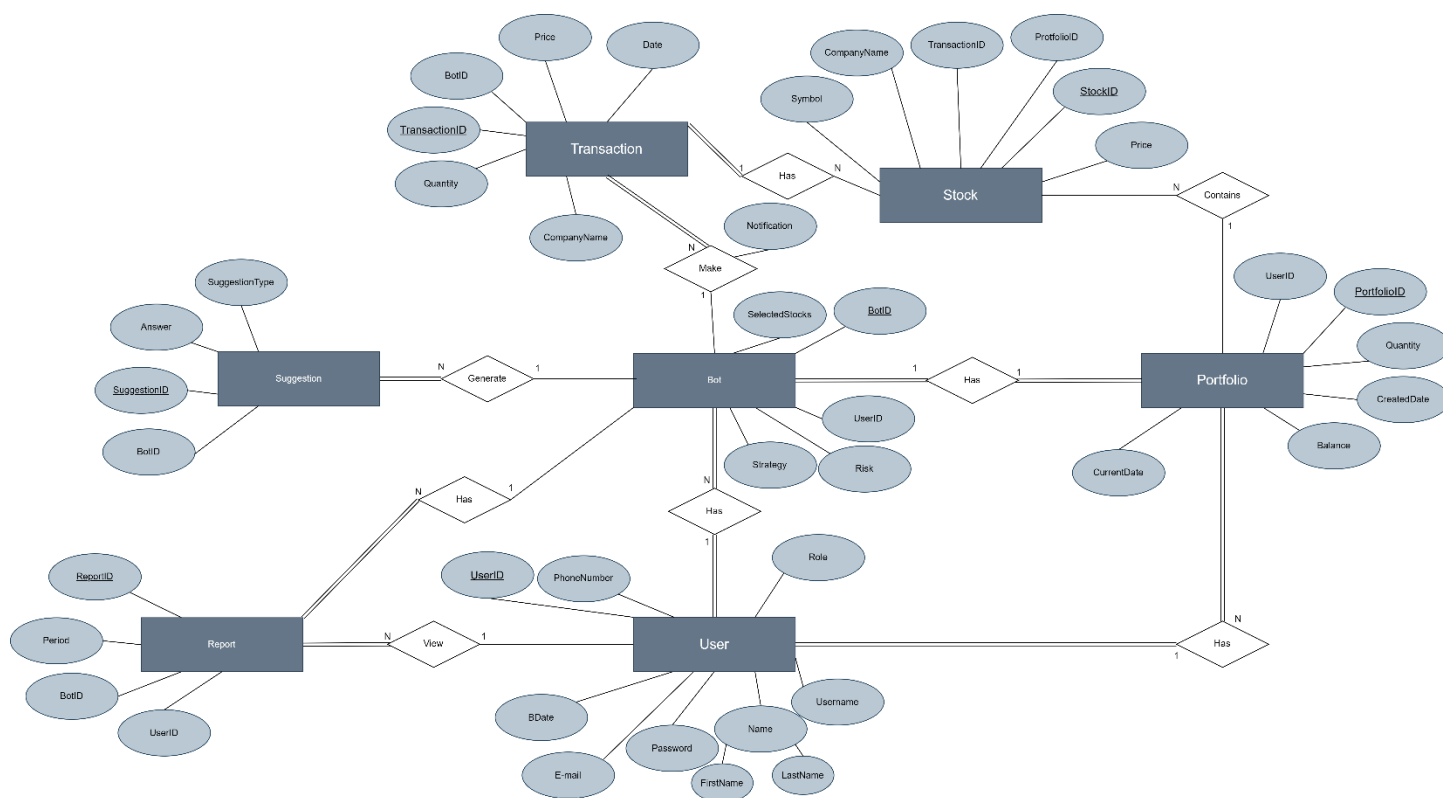 Price
Date
BotID
TransactionID
Quantity
CompanyName
Transaction
1
Has
N
CompanyName
TransactionID
ProtfolioID
Symbol
StockID
Price
Stock
N
Contains
1
N
Make
Notification
1
SuggestionType
Answer
SuggestionID
BotID
Suggestion
N
Generate
1
SelectedStocks
BotID
Bot
UserID
Strategy
Risk
1
Has
1
UserID
PortfolioID
Quantity
CreatedDate
Balance
CurrentDate
Portfolio
N
Has
1
N
Has
1
ReportID
Period
BotID
UserID
Report
N
View
1
UserID
PhoneNumber
Role
User
BDate
E-mail
Password
Name
FirstName
LastName
Username
N
1
Has